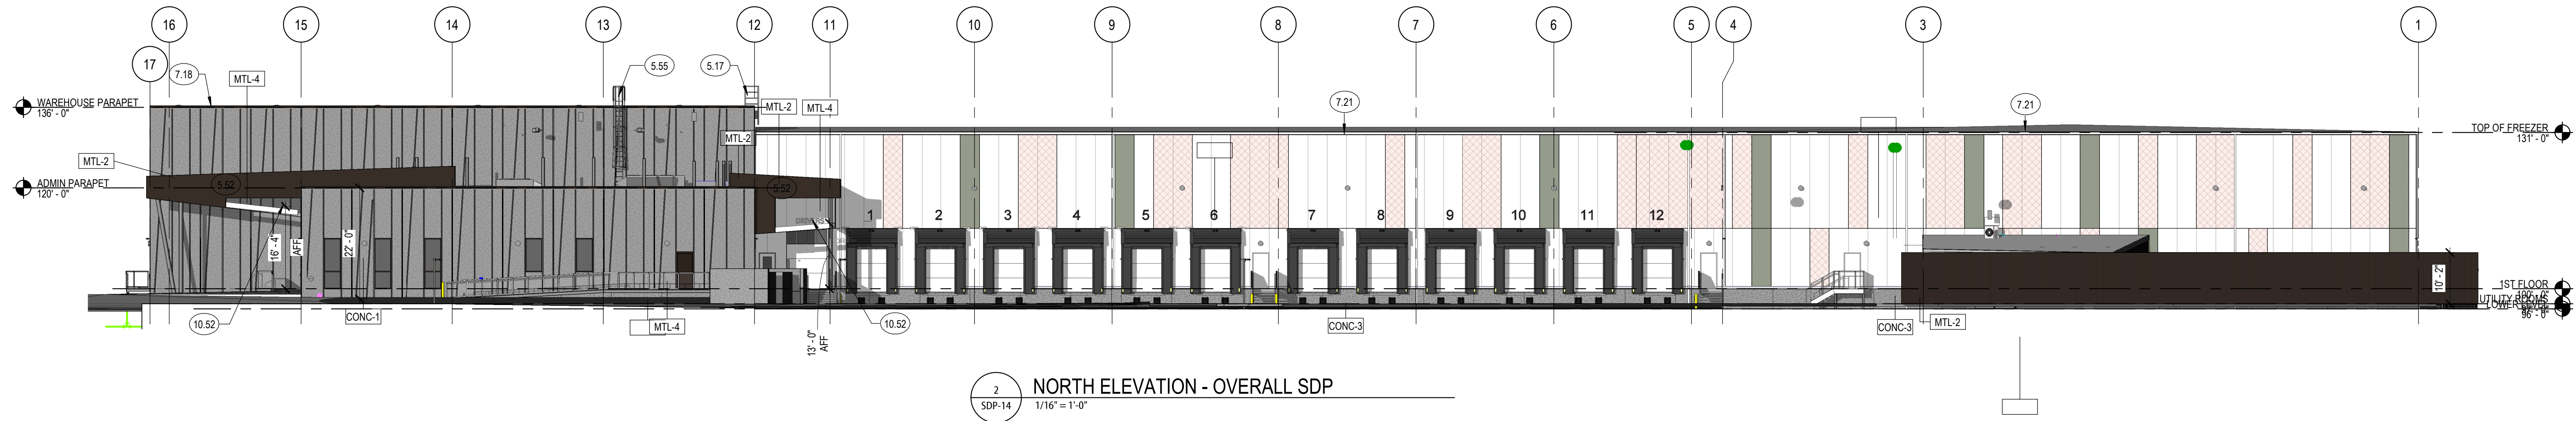 16
15
14
13
12
11
10
9
8
7
6
5
4
3
1
17
7.18
MTL-4
5.55
5.17
WAREHOUSE PARAPET
136' - 0"
MTL-2
MTL-4
7.21
7.21
MTL-2
TOP OF FREEZER
131' - 0"
MTL-2
ADMIN PARAPET
120' - 0"
5.52
5.52
1
2
3
4
5
6
7
8
9
10
11
12
16' - 4"
AFF
22' - 0"
10' - 2"
1ST FLOOR
100' - 0"
UTILITY ROOMS
LOWER LEVEL
96' - 0"
10.52
CONC-1
MTL-4
13' - 0"
AFF
10.52
CONC-3
CONC-3
MTL-2
2
SDP-14
NORTH ELEVATION - OVERALL SDP
1/16" = 1'-0"